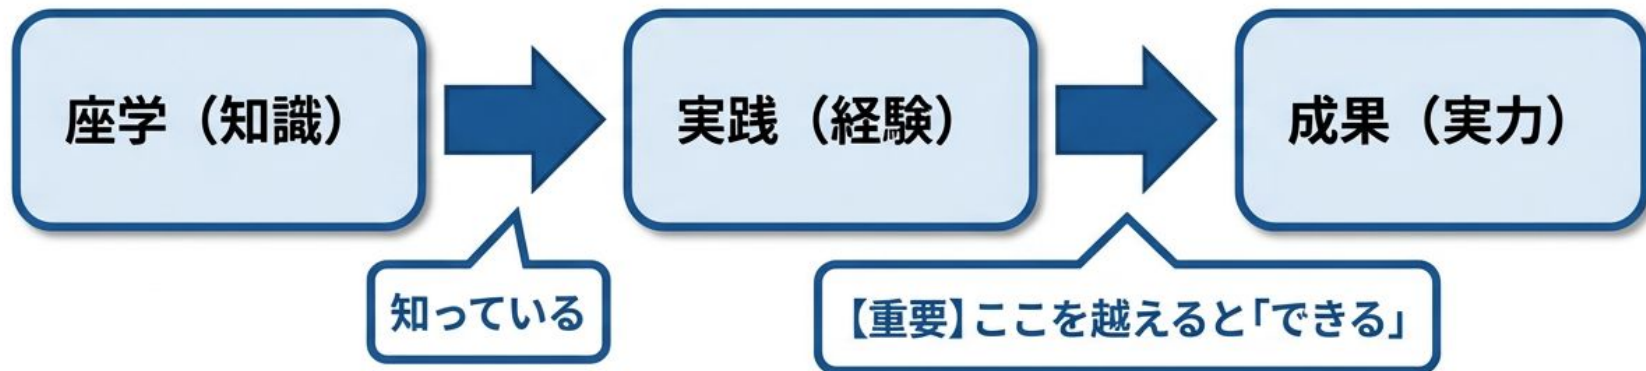 座学（知識）
実践（経験）
成果（実力）
知っている
【重要】ここを越えると「できる」